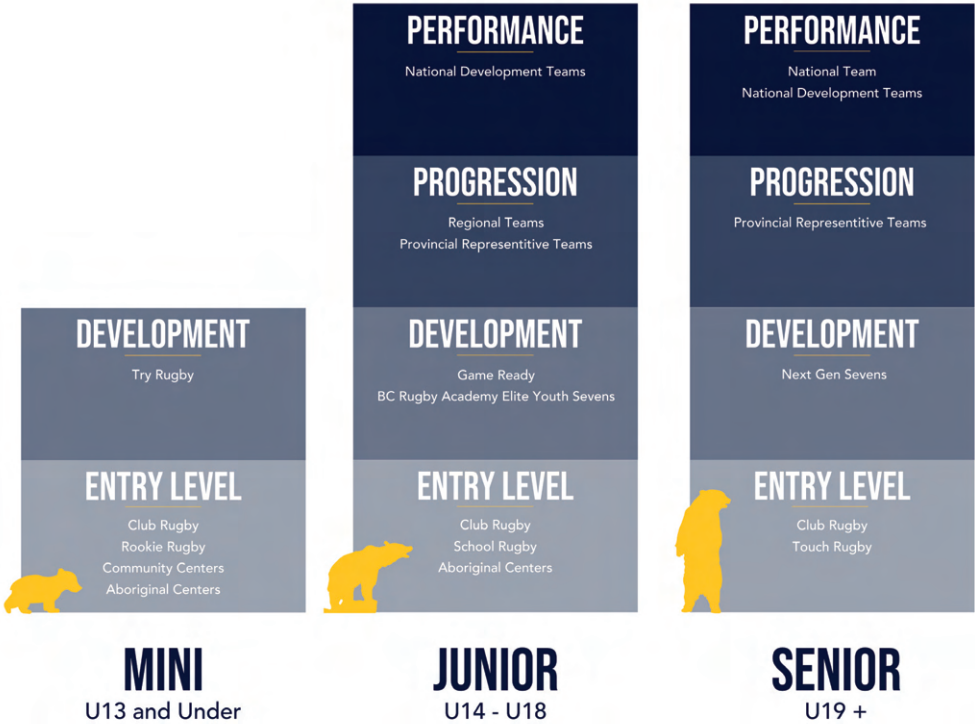 DEVELOPMENT
Try Rugby
ENTRY LEVEL
Club Rugby
Rookie Rugby
Community Centers
Aboriginal Centers
MINI
U13 and Under
PERFORMANCE
National Development Teams
PROGRESSION
Regional Teams
Provincial Representitive Teams
DEVELOPMENT
Game Ready
BC Rugby Academy Elite Youth Sevens
ENTRY LEVEL
Club Rugby
School Rugby
Aboriginal Centers
JUNIOR
U14 - U18
PERFORMANCE
National Team
National Development Teams
PROGRESSION
Provincial Representitive Teams
DEVELOPMENT
Next Gen Sevens
ENTRY LEVEL
Club Rugby
Touch Rugby
SENIOR
U19 +